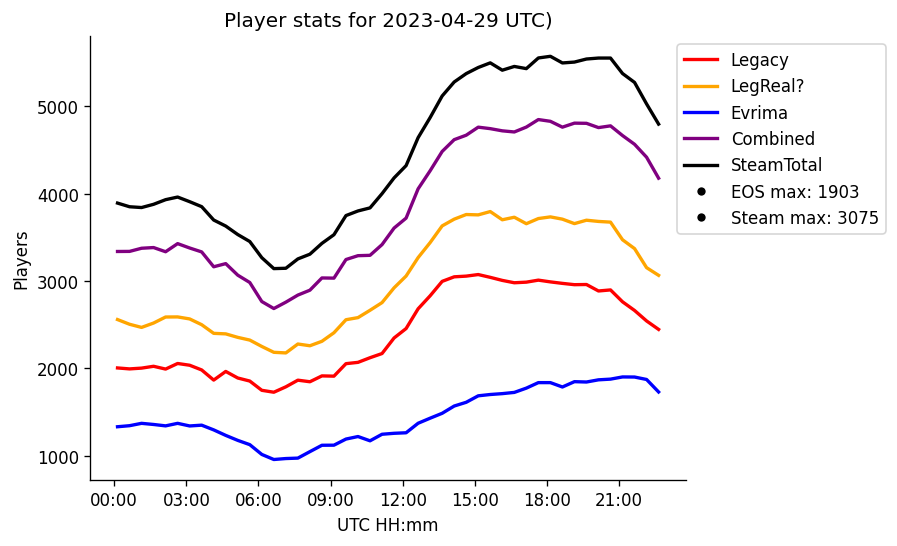 Player stats for 2023-04-29 UTC)
Legacy
LegReal?
Evrima
Combined
SteamTotal
EOS max: 1903
Steam max: 3075
Players
5000
4000
3000
2000
1000
00:00 03:00 06:00 09:00 12:00 15:00 18:00 21:00
UTC HH:mm